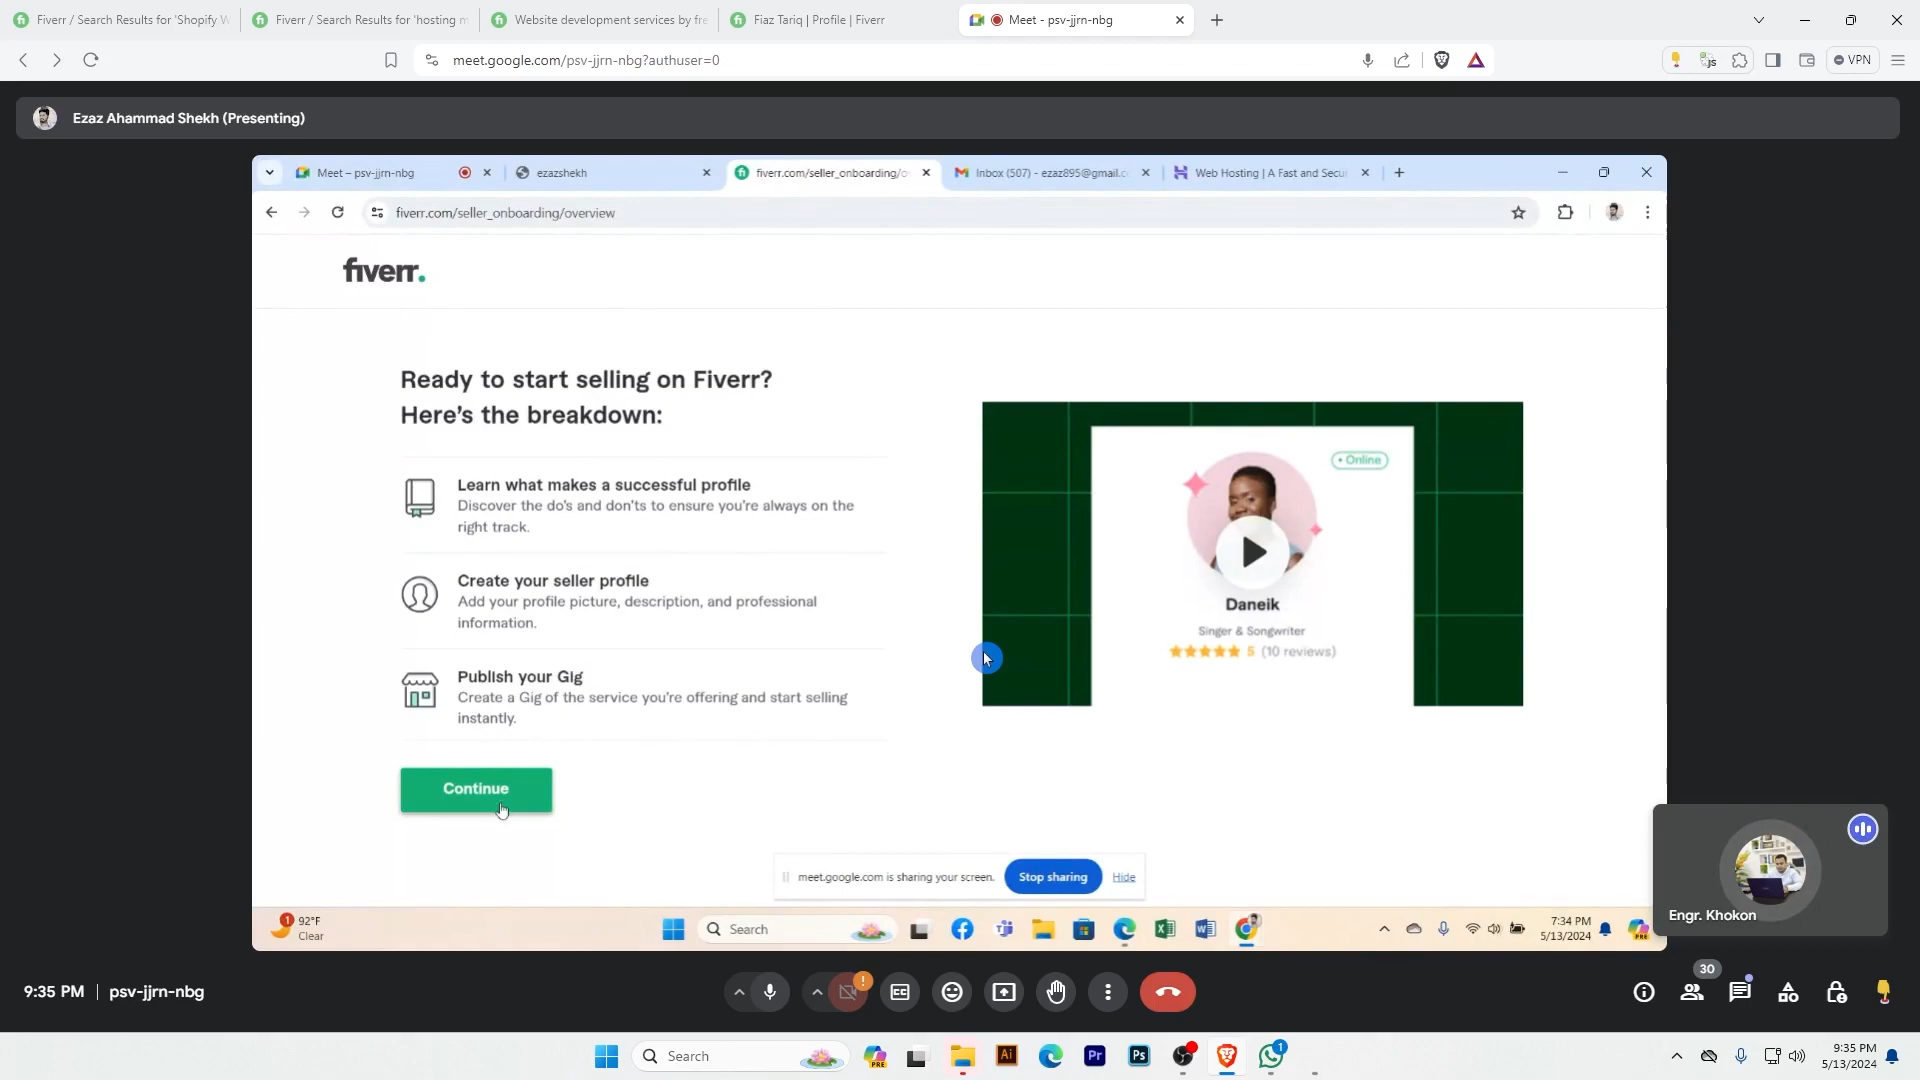 Fiverr / Search Results for 'Shopify W
Fiverr / Search Results for 'hosting m
Website development services by fre
Fiaz Tariq | Profile | Fiverr
Meet - psv-jjrn-nbg
meet.google.com/psv-jjrn-nbg?authuser=0
VPN
Ezaz Ahammad Shekh (Presenting)
Meet – psv-jjrn-nbg
ezazshekh
fiverr.com/seller_onboarding/o
Inbox (507) - ezaz895@gmail.c
Web Hosting | A Fast and Secu
fiverr.com/seller_onboarding/overview
fiverr.
Ready to start selling on Fiverr?
Here's the breakdown:
Learn what makes a successful profile
Discover the do's and don'ts to ensure you're always on the
right track.
Create your seller profile
Add your profile picture, description, and professional
information.
Publish your Gig
Create a Gig of the service you're offering and start selling
instantly.
Continue
• Online
Daneik
Singer & Songwriter
5 (10 reviews)
meet.google.com is sharing your screen.
Stop sharing
Hide
1
92°F
Clear
Search
7:34 PM
5/13/2024
PRE
Engr. Khokon
9:35 PM | psv-jjrn-nbg
CC
30
Search
PRE
Ai
Pr
Ps
1
9:35 PM
5/13/2024